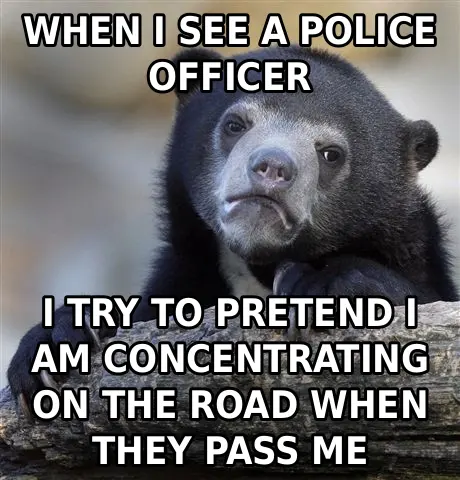 WHEN I SEE A POLICE
OFFICER
I TRY TO PRETEND I
AM CONCENTRATING
ON THE ROAD WHEN
THEY PASS ME